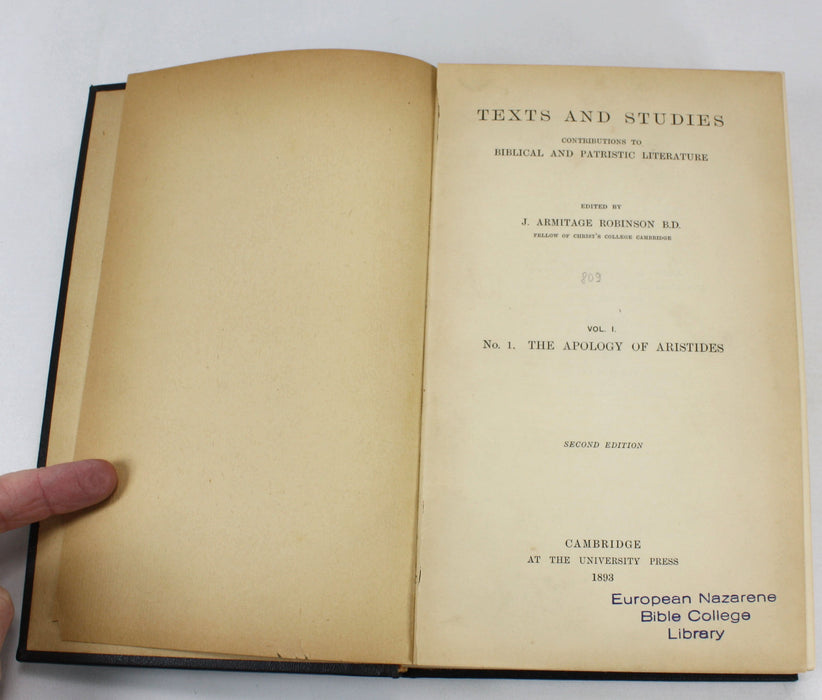 TEXTS AND STUDIES
CONTRIBUTIONS TO
BIBLICAL AND PATRISTIC LITERATURE
EDITED BY
J. ARMITAGE ROBINSON B.D.
FELLOW OF CHRIST'S COLLEGE CAMBRIDGE
809
VOL. I.
No. 1. THE APOLOGY OF ARISTIDES
SECOND EDITION
CAMBRIDGE
AT THE UNIVERSITY PRESS
1893
European Nazarene
Bible College
Library